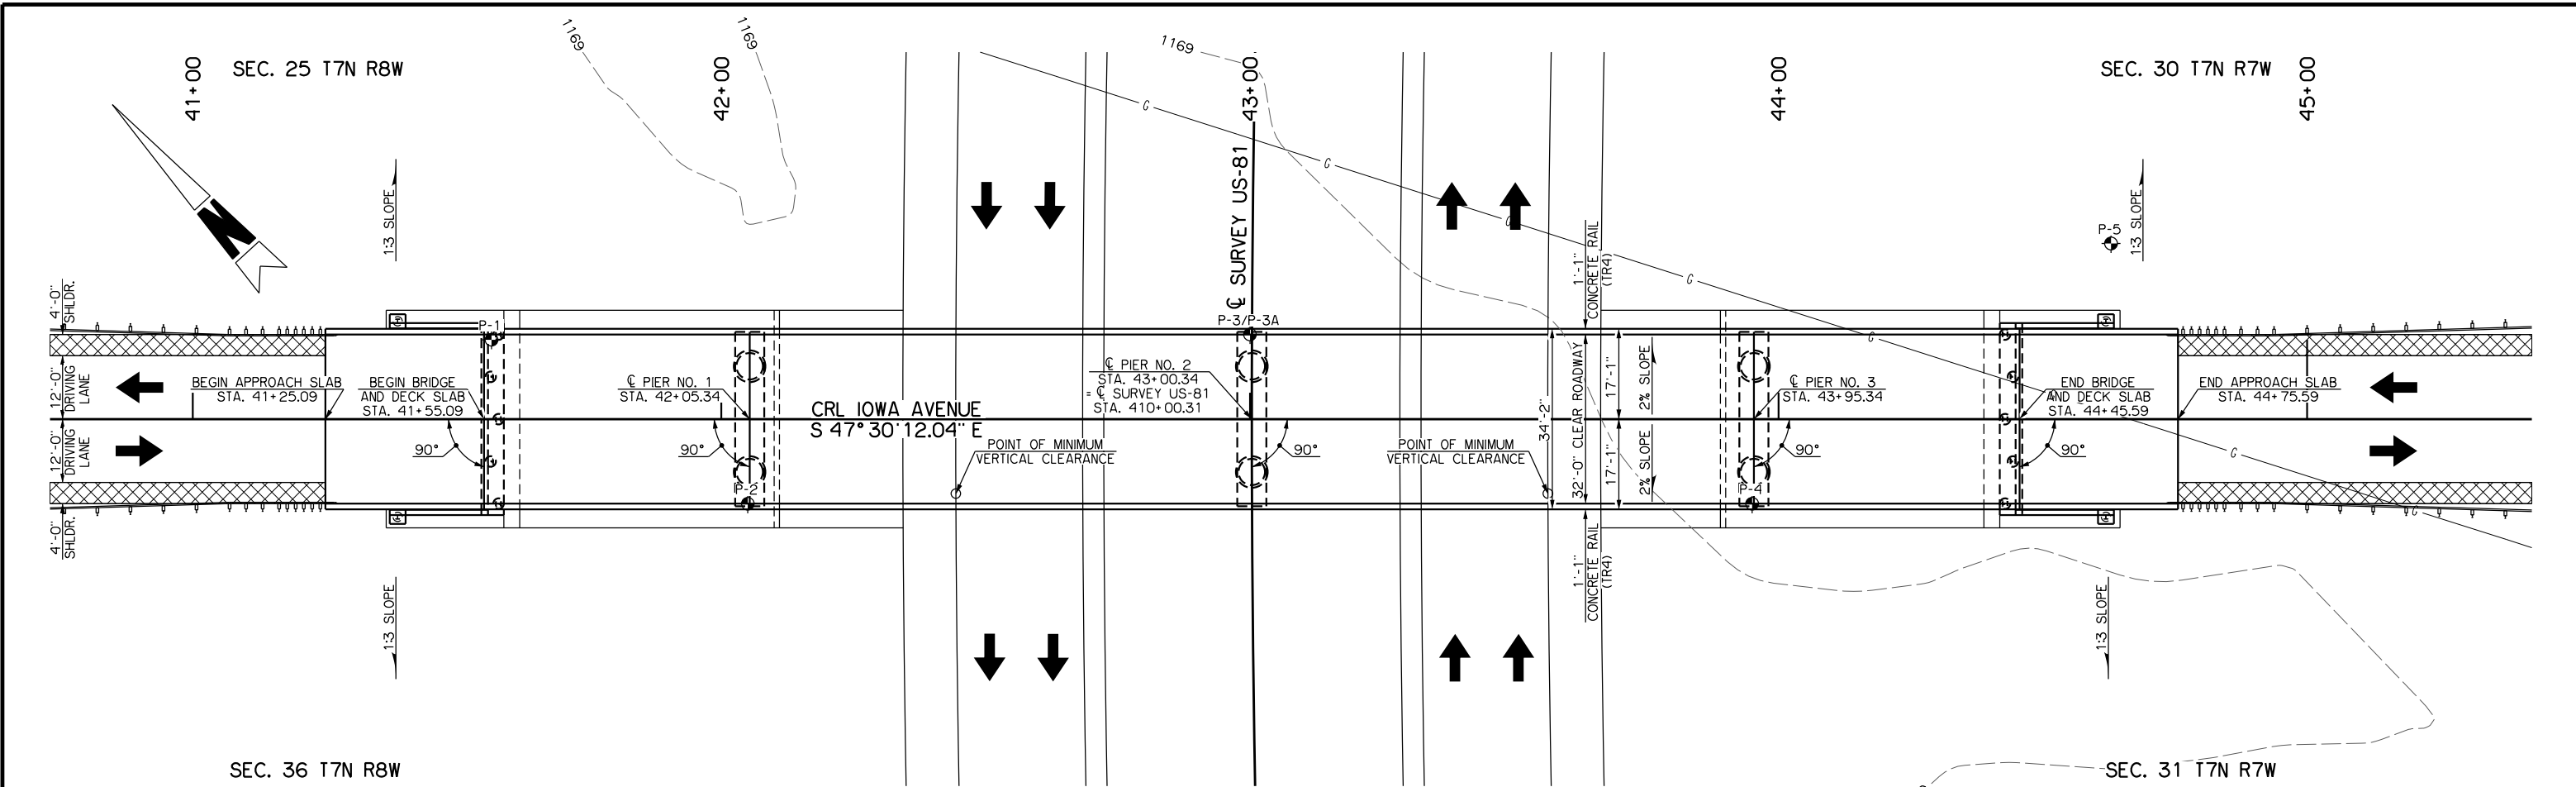 SEC. 25 T7N R8W
SEC. 30 T7N R7W
41+00
42+00
43+00
44+00
45+00
1169
1169
1169
N
1:3 SLOPE
1:3 SLOPE
℄ SURVEY US-81
G
G
G
G
G
G
G
P-5
4'-0"
SHLDR.
12'-0"
DRIVING
LANE
12'-0"
DRIVING
LANE
4'-0"
SHLDR.
BEGIN APPROACH SLAB
STA. 41+25.09
BEGIN BRIDGE
AND DECK SLAB
STA. 41+55.09
P-1
90°
℄ PIER NO. 1
STA. 42+05.34
90°
P-2
CRL IOWA AVENUE
S 47°30'12.04" E
POINT OF MINIMUM
VERTICAL CLEARANCE
P-3/P-3A
℄ PIER NO. 2
STA. 43+00.34
= ℄ SURVEY US-81
STA. 410+00.31
90°
POINT OF MINIMUM
VERTICAL CLEARANCE
34'-2"
1'-1"
CONCRETE RAIL
(TR4)
32'-0" CLEAR ROADWAY
17'-1"
17'-1"
2% SLOPE
2% SLOPE
1'-1"
CONCRETE RAIL
(TR4)
℄ PIER NO. 3
STA. 43+95.34
90°
P-4
END BRIDGE
AND DECK SLAB
STA. 44+45.59
90°
END APPROACH SLAB
STA. 44+75.59
1:3 SLOPE
1:3 SLOPE
SEC. 36 T7N R8W
SEC. 31 T7N R7W